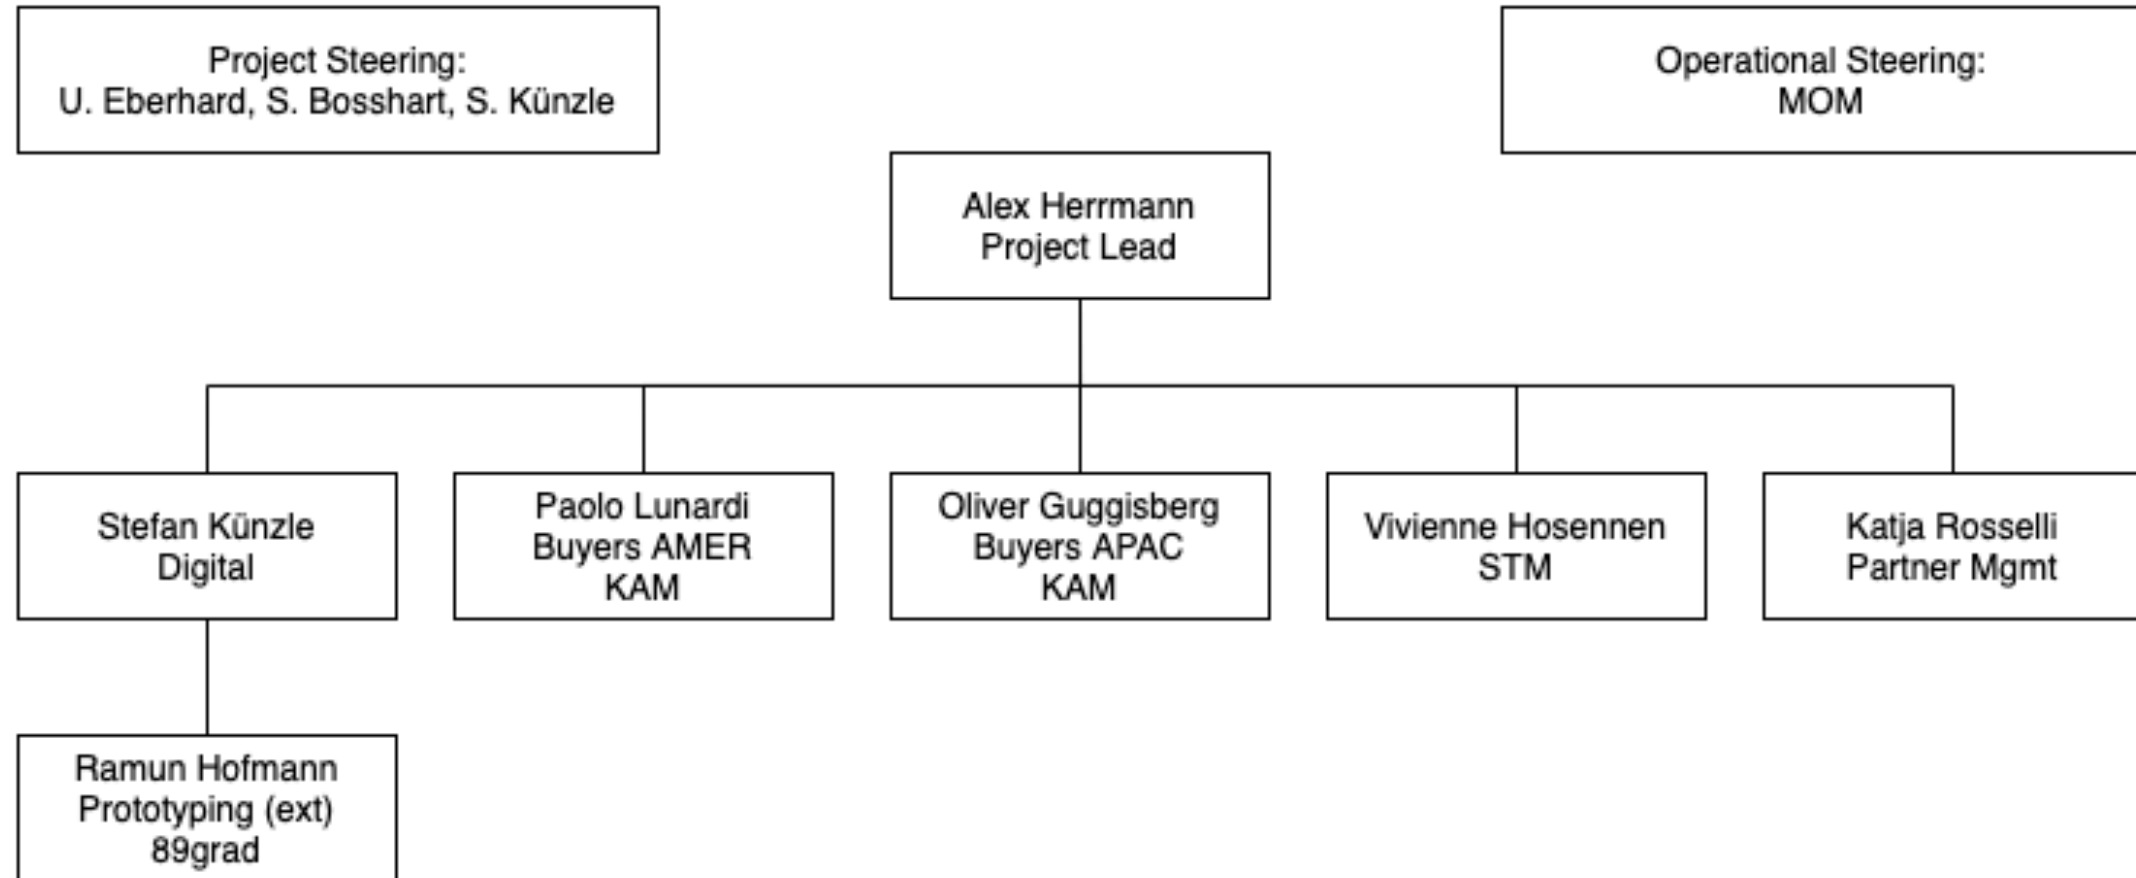 Project Steering:
U. Eberhard, S. Bosshart, S. Künzle
Operational Steering:
MOM
Alex Herrmann
Project Lead
Stefan Künzle
Digital
Paolo Lunardi
Buyers AMER
KAM
Oliver Guggisberg
Buyers APAC
KAM
Vivienne Hosennen
STM
Katja Rosselli
Partner Mgmt
Ramun Hofmann
Prototyping (ext)
89grad